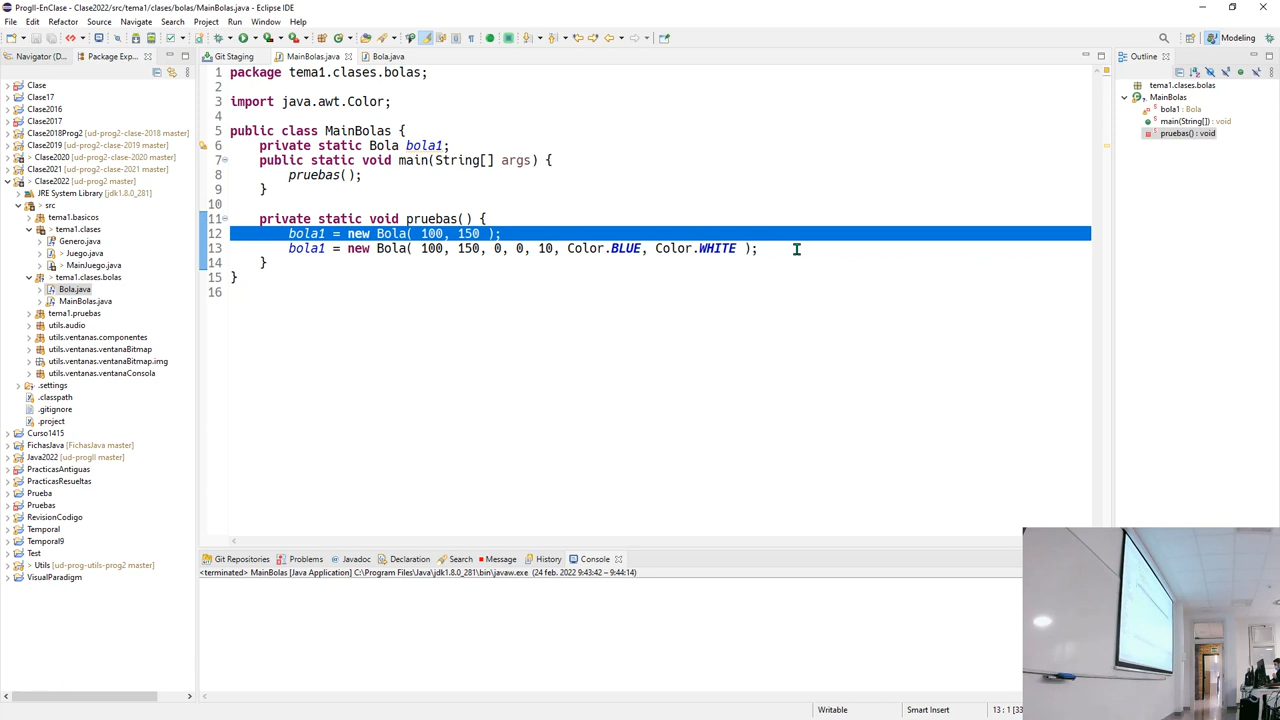 ProgII-EnClase - Clase2022/src/tema1/clases/bolas/MainBolas.java - Eclipse IDE
File Edit Refactor Source Navigate Search Project Run Window Help
Modeling
Navigator (D...
Package Exp...
Git Staging
MainBolas.java
Bola.java
Outline
Clase
Clase17
Clase2016
Clase2017
Clase2018Prog2 [ud-prog2-clase-2018 master]
Clase2019 [ud-prog2-clase-2019 master]
> Clase2020 [ud-prog2-clase-2020 master]
Clase2021 [ud-prog2-clase-2021 master]
> Clase2022 [ud-prog2 master]
JRE System Library [jdk1.8.0_281]
> src
tema1.basicos
> tema1.clases
Genero.java
> Juego.java
> MainJuego.java
> tema1.clases.bolas
Bola.java
MainBolas.java
tema1.pruebas
utils.audio
utils.ventanas.componentes
utils.ventanas.ventanaBitmap
utils.ventanas.ventanaBitmap.img
utils.ventanas.ventanaConsola
.settings
.classpath
.gitignore
.project
Curso1415
FichasJava [FichasJava master]
Java2022 [ud-progII master]
PracticasAntiguas
PracticasResueltas
Prueba
Pruebas
RevisionCodigo
Temporal
Temporal9
Test
> Utils [ud-prog-utils-prog2 master]
VisualParadigm
1 package tema1.clases.bolas;
2
3 import java.awt.Color;
4
5 public class MainBolas {
6 private static Bola bola1;
7 public static void main(String[] args) {
8 pruebas();
9 }
10
11 private static void pruebas() {
12 bola1 = new Bola( 100, 150 );
13 bola1 = new Bola( 100, 150, 0, 0, 10, Color.BLUE, Color.WHITE );
14 }
15 }
16
tema1.clases.bolas
MainBolas
bola1 : Bola
main(String[]) : void
pruebas() : void
Git Repositories
Problems
Javadoc
Declaration
Search
Message
History
Console
<terminated> MainBolas [Java Application] C:\Program Files\Java\jdk1.8.0_281\bin\javaw.exe (24 feb. 2022 9:43:42 – 9:44:14)
Writable
Smart Insert